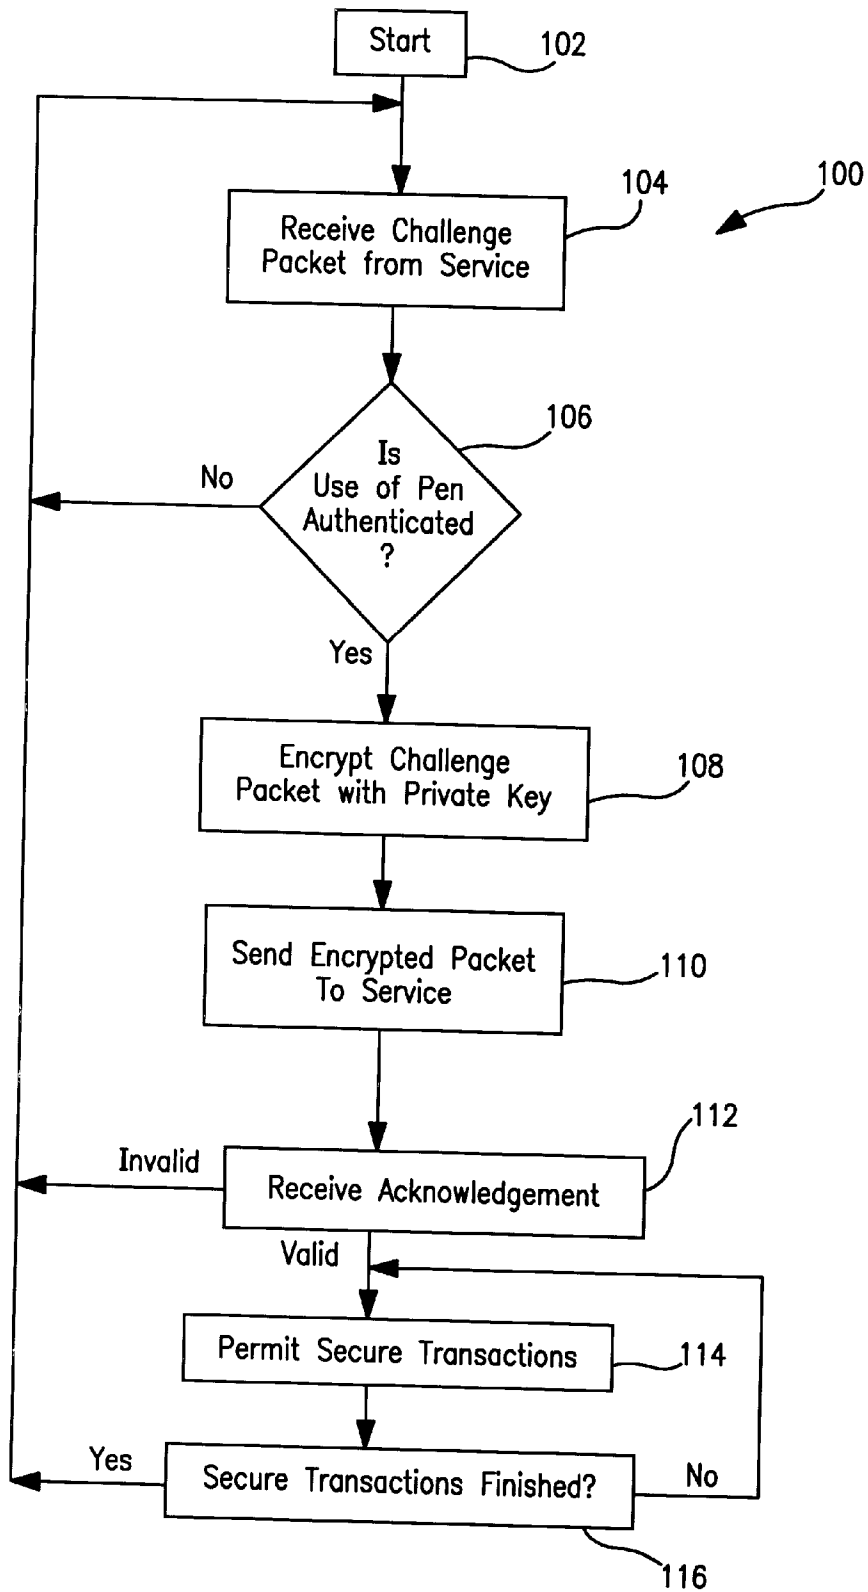 Start
102
100
104
Receive Challenge
Packet from Service
106
Is
Use of Pen
Authenticated
?
No
Yes
Encrypt Challenge
Packet with Private Key
108
Send Encrypted Packet
To Service
110
112
Invalid
Receive Acknowledgement
Valid
Permit Secure Transactions
114
Yes
Secure Transactions Finished?
No
116